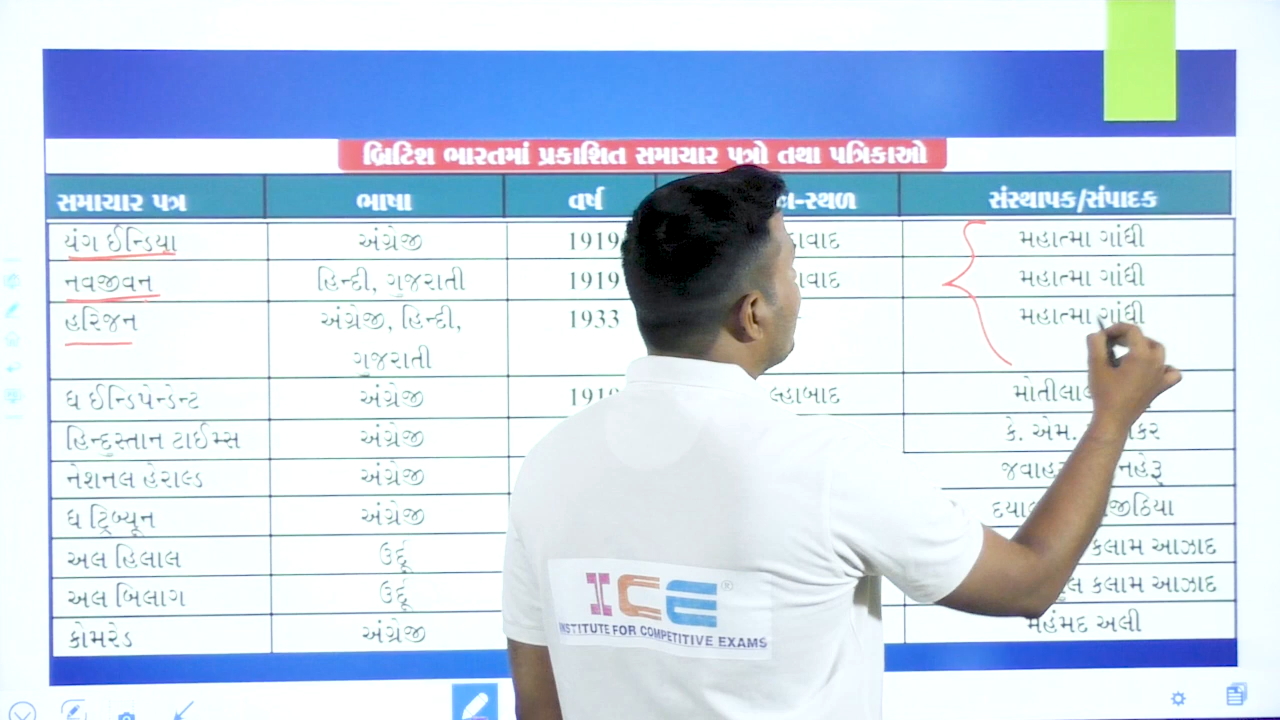 બ્રિટિશ ભારતમાં પ્રકાશિત સમાચાર પત્રો તથા પત્રિકાઓ
સમાચાર પત્ર ભાષા વર્ષ સંસ્થાપક/સંપાદક
યંગ ઈન્ડિયા અંગ્રેજી 1919 મહાત્મા ગાંધી
નવજીવન હિન્દી, ગુજરાતી 1919 મહાત્મા ગાંધી
હરિજન અંગ્રેજી, હિન્દી, 1933 મહાત્મા ગાંધી
ગુજરાતી
ધ ઈન્ડિપેન્ડેન્ટ અંગ્રેજી
હિન્દુસ્તાન ટાઈમ્સ અંગ્રેજી કે. એમ.
નેશનલ હેરાલ્ડ અંગ્રેજી
ધ ટ્રિબ્યૂન અંગ્રેજી
અલ હિલાલ ઉર્દૂ કલામ આઝાદ
અલ બિલાગ ઉર્દૂ કલામ આઝાદ
કોમરેડ અંગ્રેજી મહંમદ અલી
ICE®
INSTITUTE FOR COMPETITIVE EXAMS